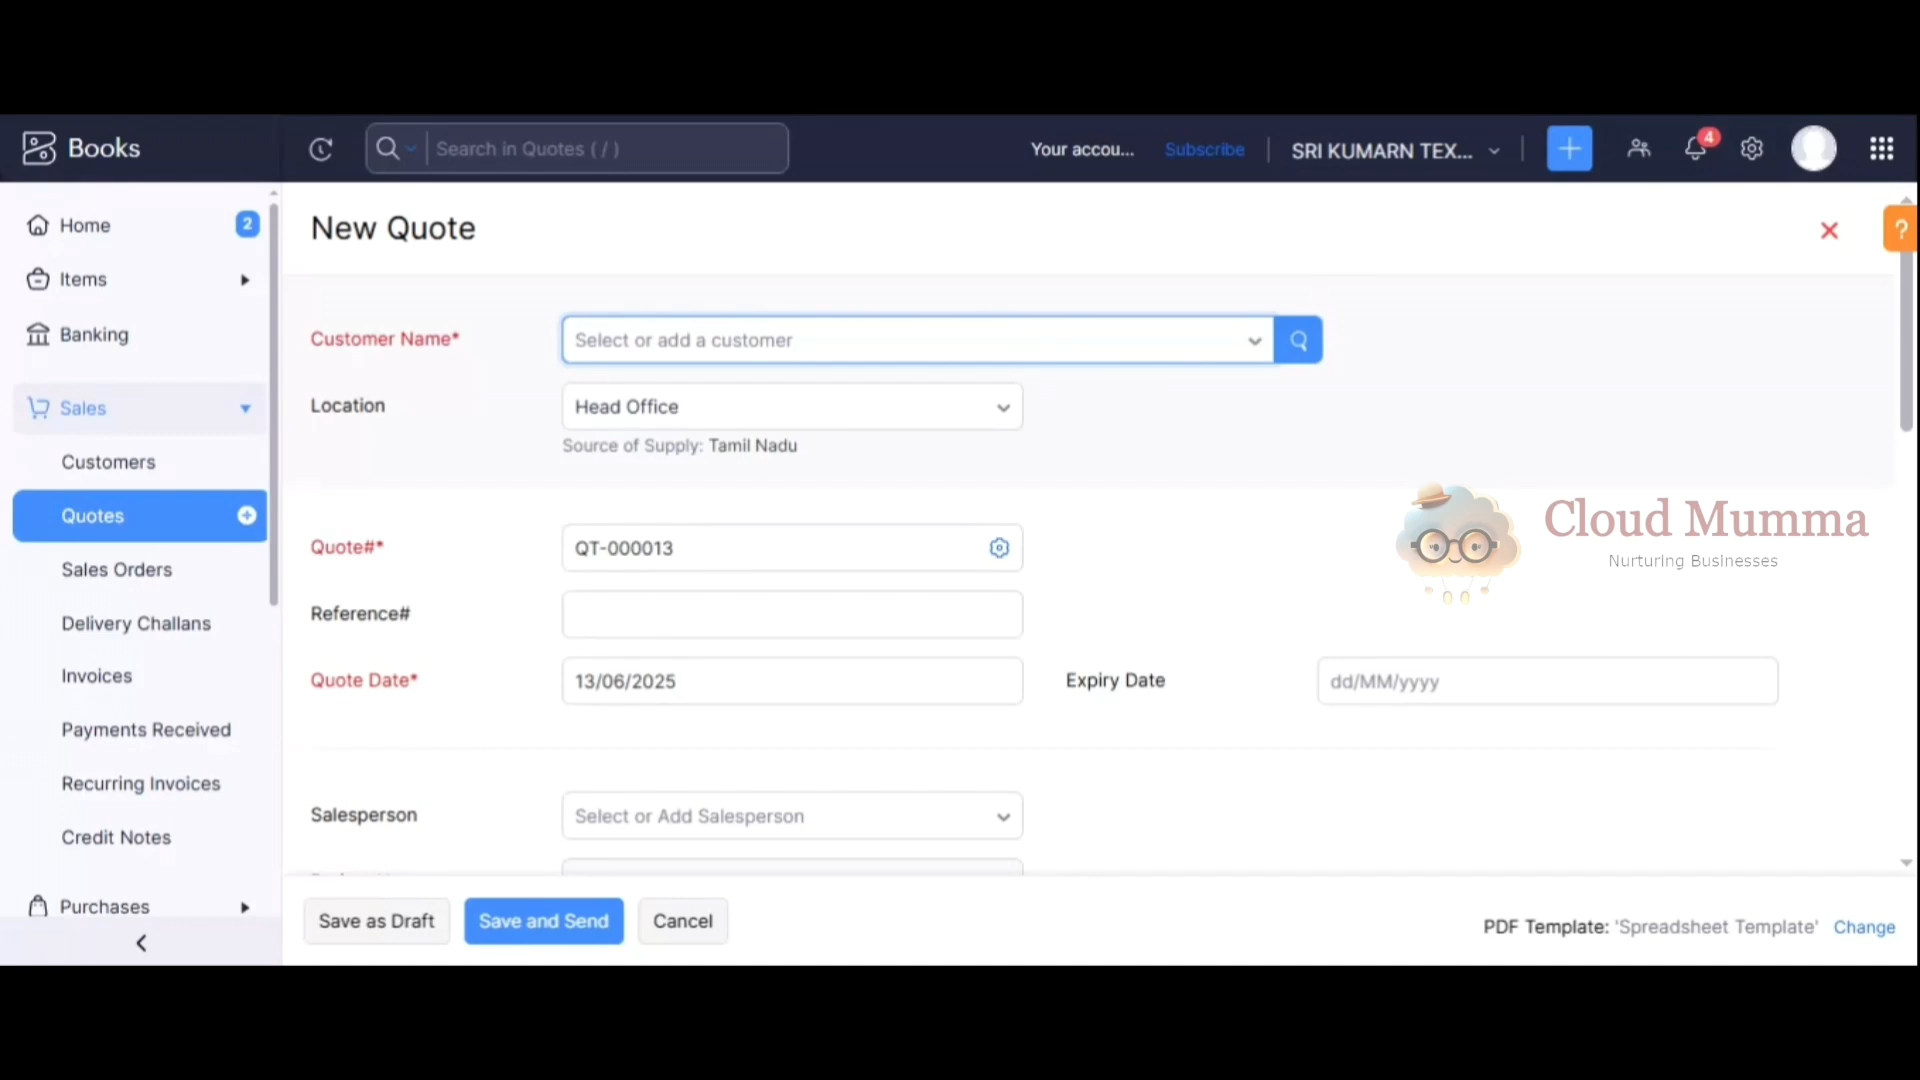 Books
Search in Quotes ( / )
Your accou...
Subscribe
SRI KUMARN TEX...
4
Home
2
Items
Banking
Sales
Customers
Quotes
Sales Orders
Delivery Challans
Invoices
Payments Received
Recurring Invoices
Credit Notes
Purchases
New Quote
?
Customer Name*
Select or add a customer
Location
Head Office
Source of Supply: Tamil Nadu
Cloud Mumma
Nurturing Businesses
Quote#*
QT-000013
Reference#
Quote Date*
13/06/2025
Expiry Date
dd/MM/yyyy
Salesperson
Select or Add Salesperson
Save as Draft
Save and Send
Cancel
PDF Template: 'Spreadsheet Template' Change